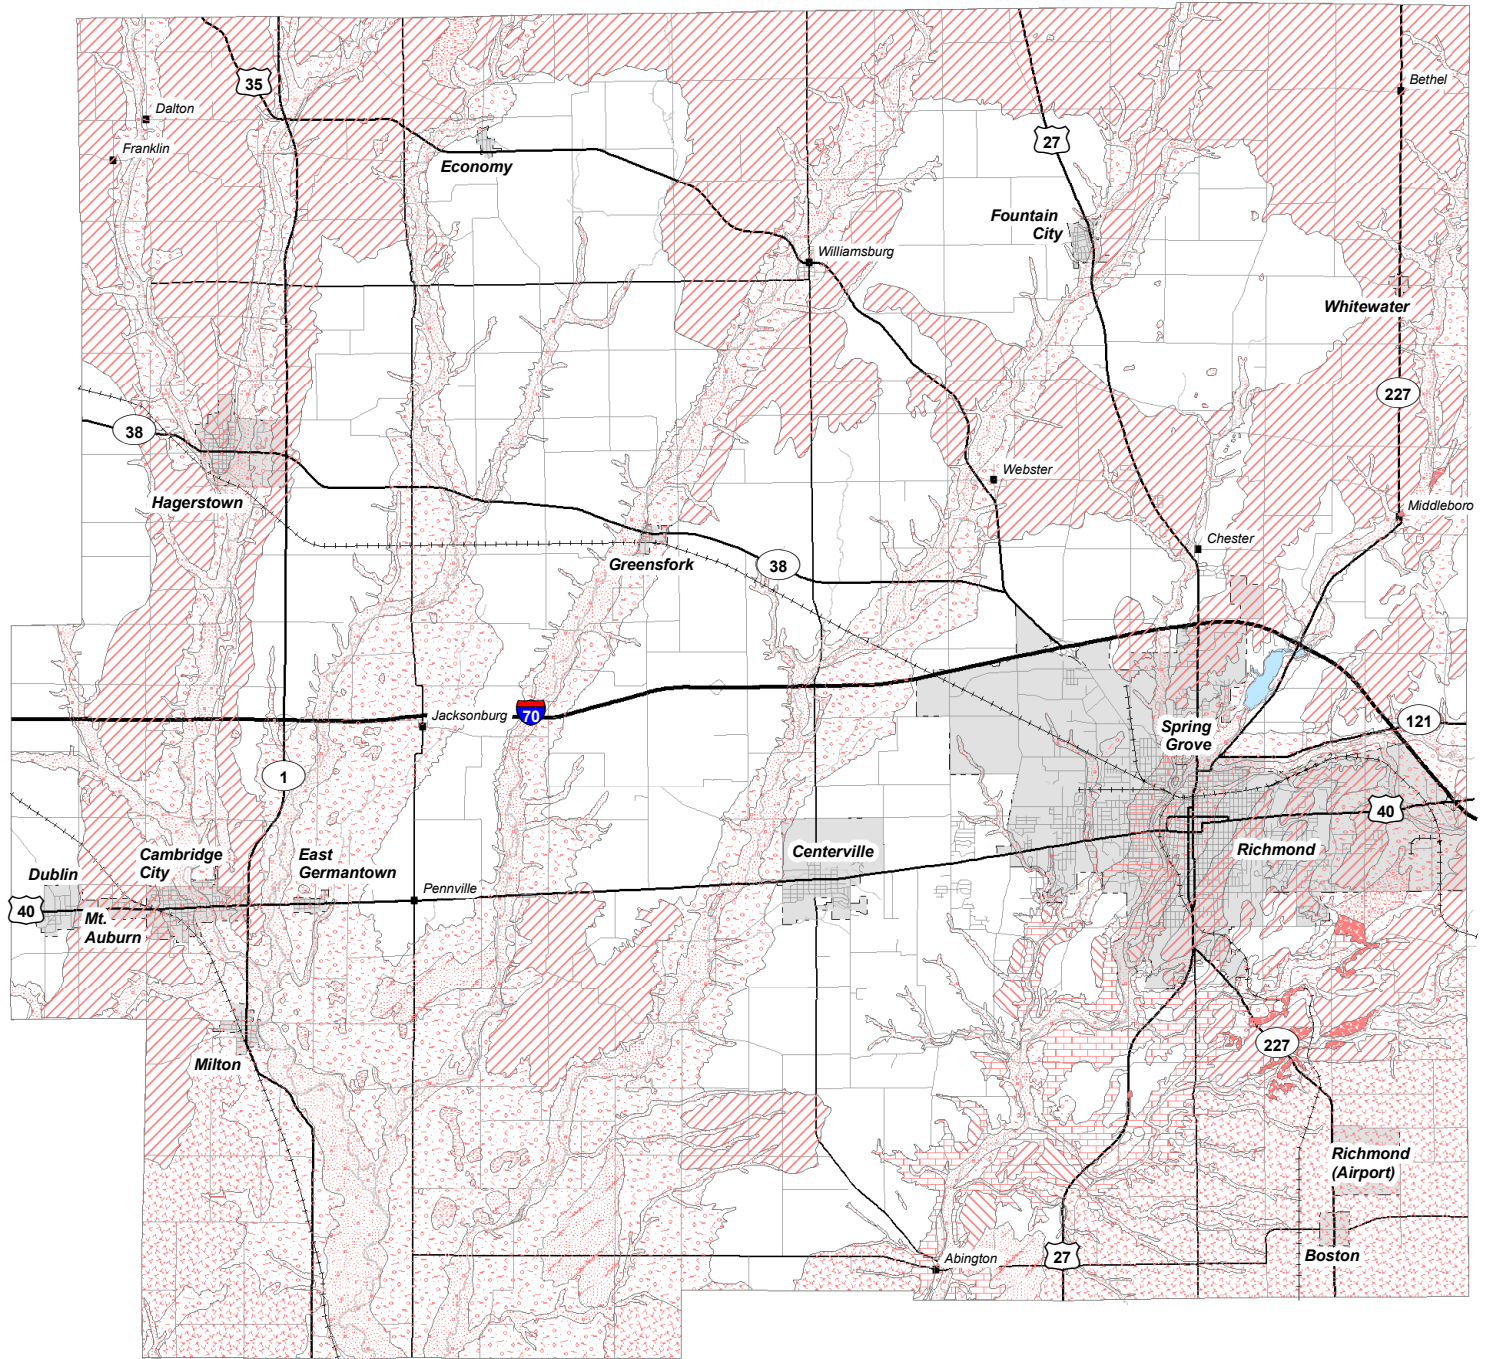 Bethel
35
Dalton
27
Franklin
Economy
Fountain
City
Williamsburg
Whitewater
227
38
Webster
Hagerstown
Middleboro
Chester
Greensfork
38
Jacksonburg
70
121
Spring
Grove
1
40
Centerville
Richmond
Cambridge
City
East
Germantown
Dublin
Pennville
40
Mt.
Auburn
227
Milton
Richmond
(Airport)
Abington
27
Boston